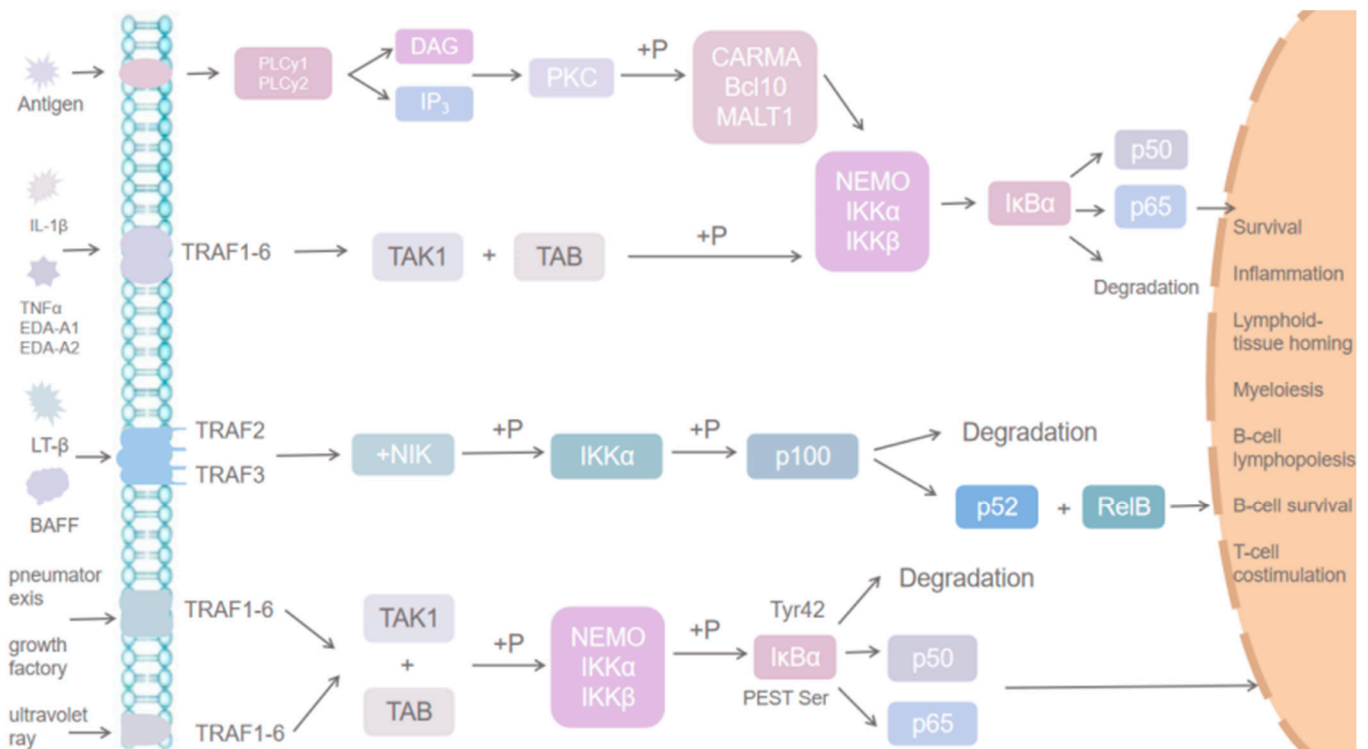 Antigen
PLCy1
PLCy2
DAG
IP₃
PKC
+P
CARMA
Bcl10
MALT1
IL-1β
TNFα
EDA-A1
EDA-A2
TRAF1-6
TAK1
+
TAB
+P
NEMO
IKKα
IKKβ
IκBα
p50
p65
Degradation
LT-β
BAFF
TRAF2
TRAF3
+NIK
+P
IKKα
+P
p100
Degradation
p52
+
RelB
pneumator
exis
growth
factory
ultravolet
ray
TRAF1-6
TRAF1-6
TAK1
+
TAB
+P
NEMO
IKKα
IKKβ
+P
Tyr42
IκBα
PEST Ser
Degradation
p50
p65
Survival
Inflammation
Lymphoid-
tissue homing
Myeloiesis
B-cell
lymphopoiesis
B-cell survival
T-cell
costimulation